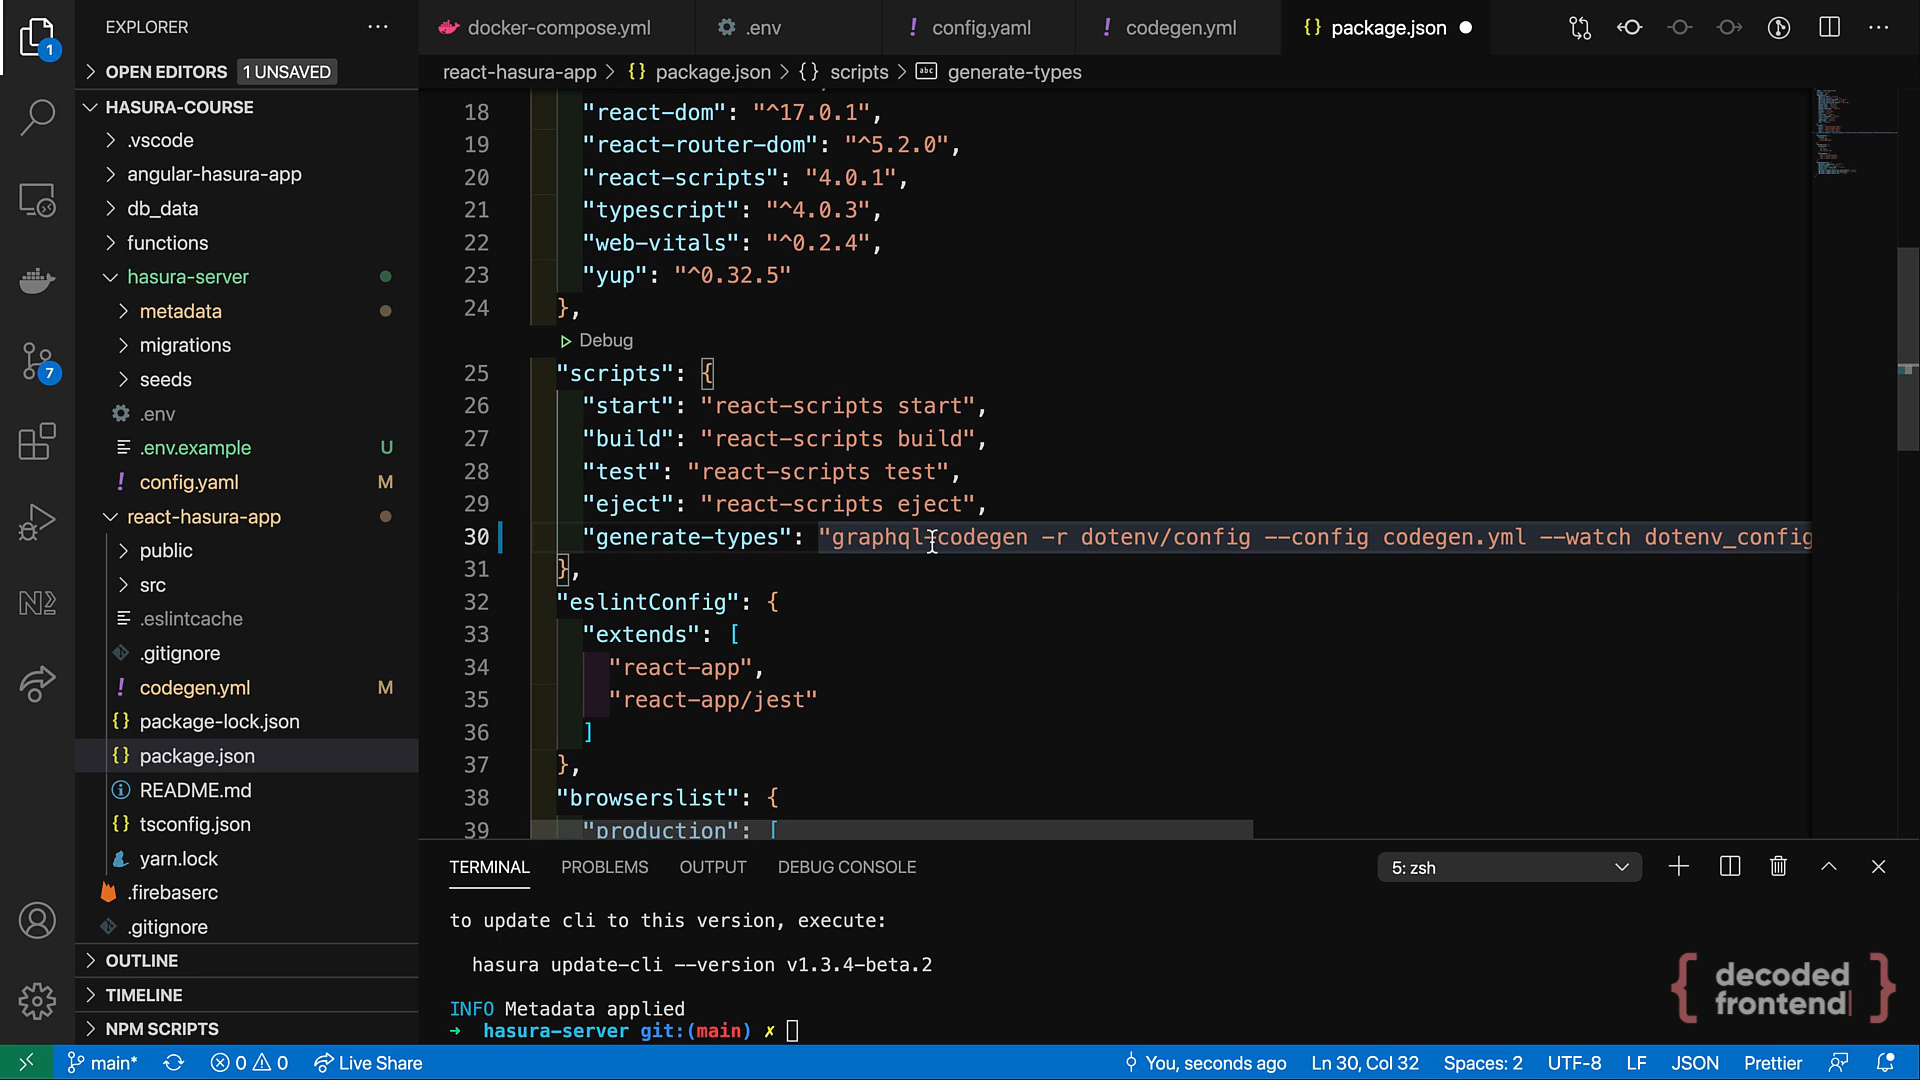 EXPLORER
docker-compose.yml
.env
config.yaml
codegen.yml
package.json
OPEN EDITORS 1 UNSAVED
react-hasura-app > {} package.json > {} scripts > abc generate-types
HASURA-COURSE
.vscode
angular-hasura-app
db_data
functions
hasura-server
metadata
migrations
seeds
.env
.env.example U
config.yaml M
react-hasura-app
public
src
.eslintcache
.gitignore
codegen.yml M
package-lock.json
package.json
README.md
tsconfig.json
yarn.lock
.firebaserc
.gitignore
OUTLINE
TIMELINE
NPM SCRIPTS
1
7
18 "react-dom": "^17.0.1",
19 "react-router-dom": "^5.2.0",
20 "react-scripts": "4.0.1",
21 "typescript": "^4.0.3",
22 "web-vitals": "^0.2.4",
23 "yup": "^0.32.5"
24 },
Debug
25 "scripts": {
26 "start": "react-scripts start",
27 "build": "react-scripts build",
28 "test": "react-scripts test",
29 "eject": "react-scripts eject",
30 "generate-types": "graphql-codegen -r dotenv/config --config codegen.yml --watch dotenv_config
31 },
32 "eslintConfig": {
33 "extends": [
34 "react-app",
35 "react-app/jest"
36 ]
37 },
38 "browserslist": {
39 "production": [
TERMINAL PROBLEMS OUTPUT DEBUG CONSOLE 5: zsh
to update cli to this version, execute:
hasura update-cli --version v1.3.4-beta.2
INFO Metadata applied
➜ hasura-server git:(main) ✗
{ decoded
frontend }
main* 0 0 Live Share You, seconds ago Ln 30, Col 32 Spaces: 2 UTF-8 LF JSON Prettier